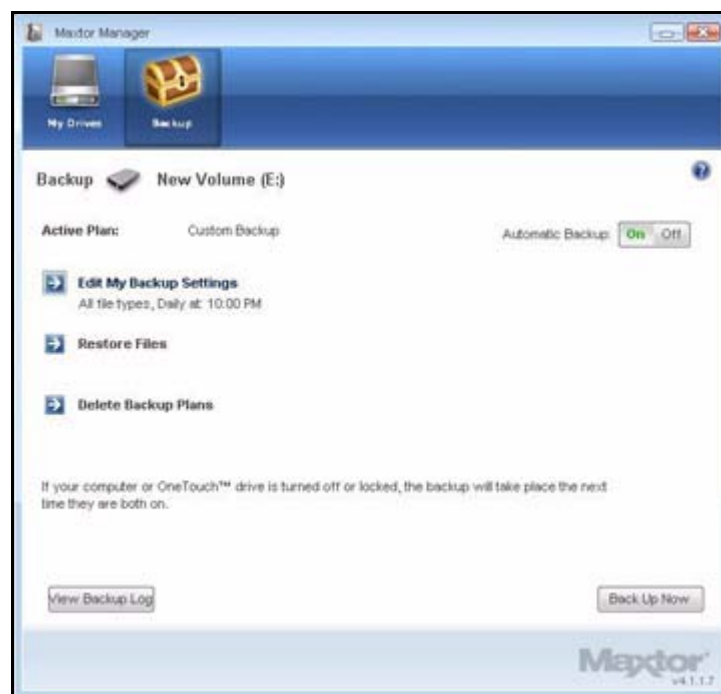 Maxtor Manager
My Drives
Backup
Backup New Volume (E:)
Active Plan: Custom Backup
Automatic Backup: On Off
Edit My Backup Settings
All file types, Daily at: 10:00 PM
Restore Files
Delete Backup Plans
If your computer or OneTouch™ drive is turned off or locked, the backup will take place the next
time they are both on.
View Backup Log
Back Up Now
Maxtor
v4.1.1.7